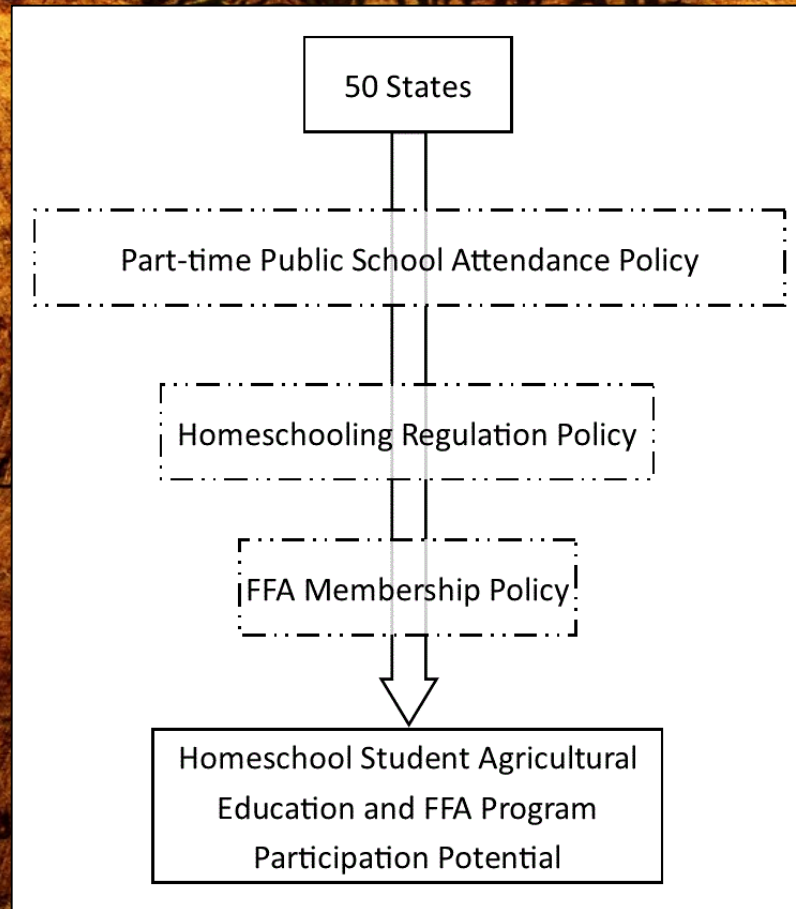 50 States
Part-time Public School Attendance Policy
Homeschooling Regulation Policy
FFA Membership Policy
Homeschool Student Agricultural
Education and FFA Program
Participation Potential